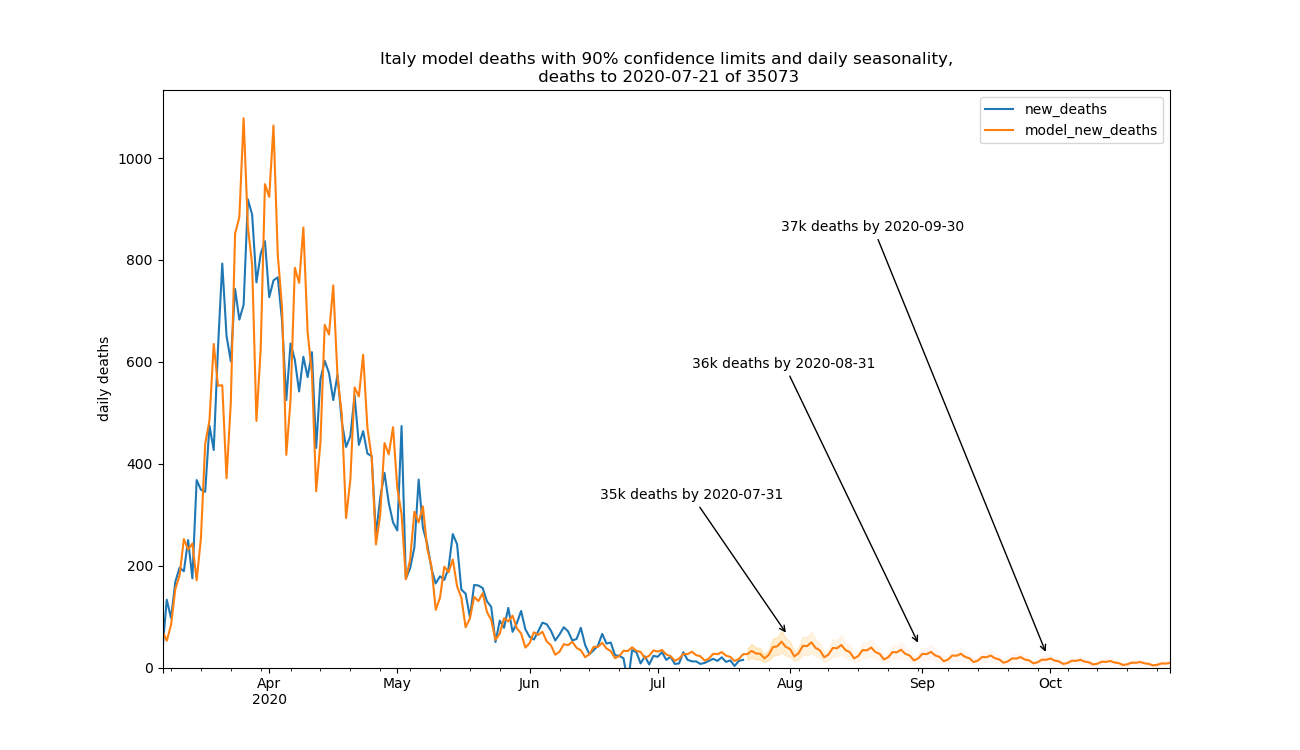 Italy model deaths with 90% confidence limits and daily seasonality,
deaths to 2020-07-21 of 35073
new_deaths
model_new_deaths
1000
800
600
400
200
0
daily deaths
37k deaths by 2020-09-30
36k deaths by 2020-08-31
35k deaths by 2020-07-31
Apr
2020
May
Jun
Jul
Aug
Sep
Oct